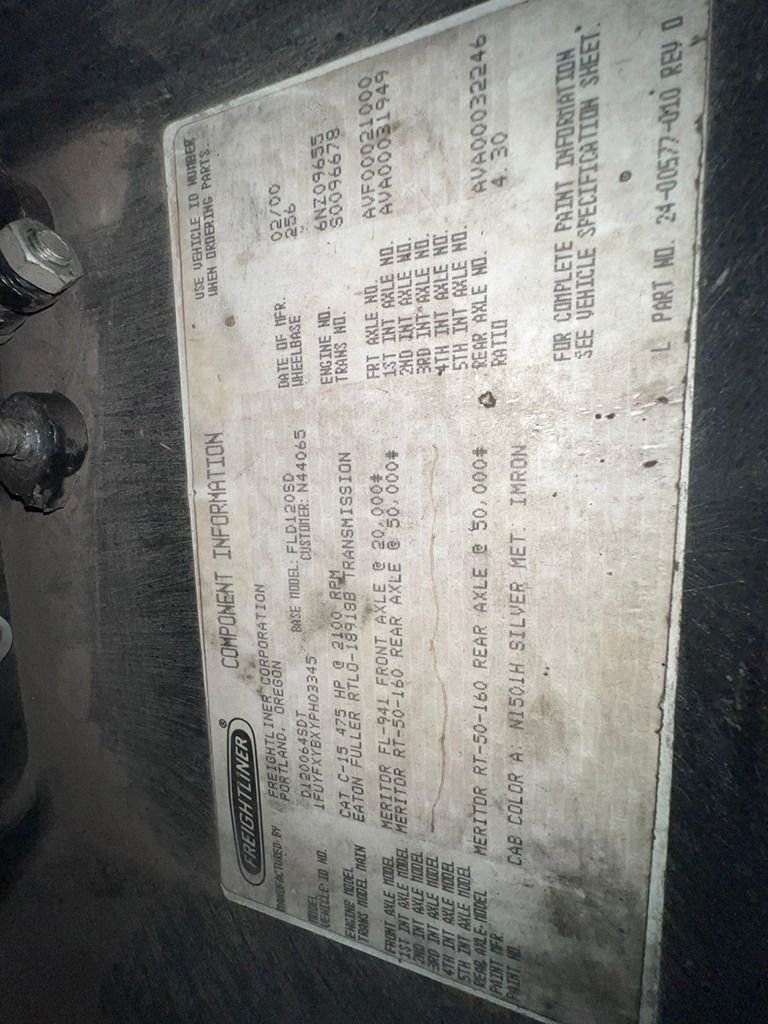 USE VEHICLE ID NUMBER
WHEN ORDERING PARTS.
COMPONENT INFORMATION
FREIGHTLINER ®
MANUFACTURED BY FREIGHTLINER CORPORATION
PORTLAND, OREGON
DATE OF MFR. 02/00
WHEELBASE 256
BASE MODEL: FLD120SD
MODEL D120064SDT CUSTOMER: N44065
VEHICLE ID NO. 1FUYFXYBXYPH03345
ENGINE NO. 6NZ09655
TRANS NO. S0096678
ENGINE MODEL CAT C-15 475 HP @ 2100 RPM
TRANS MODEL MAIN EATON FULLER RTLO-18918B TRANSMISSION
FRONT AXLE MODEL MERITOR FL-941 FRONT AXLE @ 20,000# FRT AXLE NO. AVF00021000
1ST INT AXLE MODEL MERITOR RT-50-160 REAR AXLE @ 50,000# 1ST INT AXLE NO. AVA00031949
2ND INT AXLE MODEL 2ND INT AXLE NO.
3RD INT AXLE MODEL 3RD INT AXLE NO.
4TH INT AXLE MODEL 4TH INT AXLE NO.
5TH INT AXLE MODEL 5TH INT AXLE NO.
REAR AXLE MODEL MERITOR RT-50-160 REAR AXLE @ 50,000# REAR AXLE NO. AVA00032246
RATIO 4.30
PAINT MFR.
PAINT NO. CAB COLOR A: N1501H SILVER MET: IMRON
FOR COMPLETE PAINT INFORMATION
SEE VEHICLE SPECIFICATION SHEET.
L PART NO. 24-00577-010 REV D